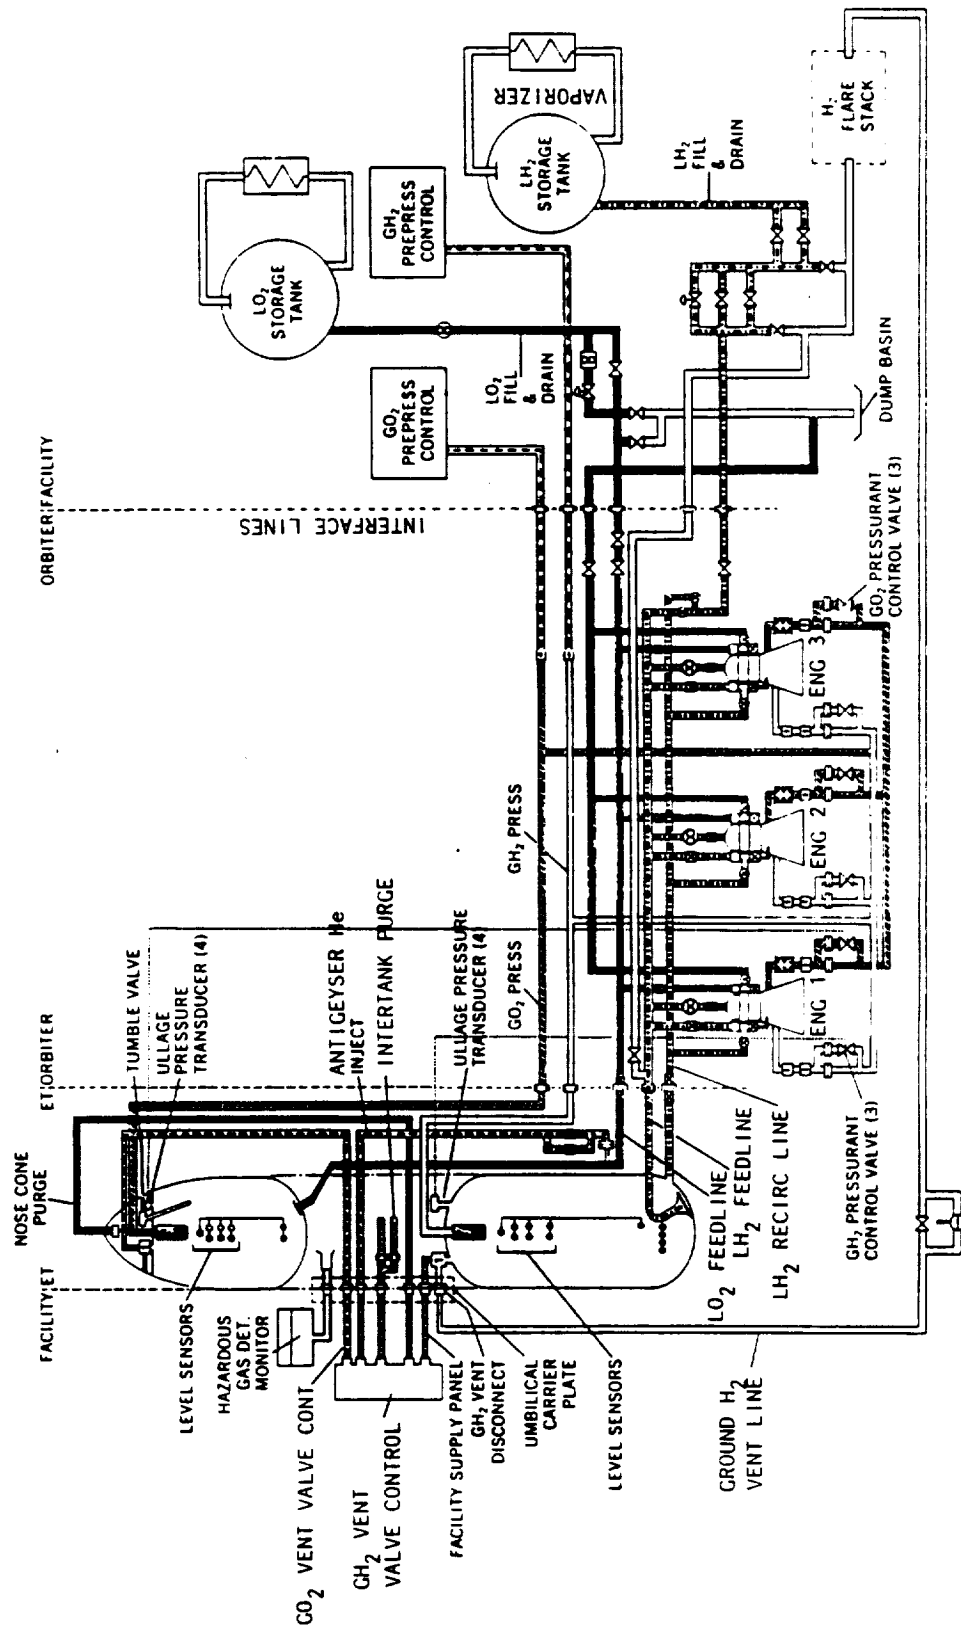 FACILITY
ET
NOSE CONE
PURGE
ET
ORBITER
ORBITER
FACILITY
LEVEL SENSORS
HAZARDOUS
GAS DET.
MONITOR
GO2 VENT VALVE CONT
GH2 VENT
VALVE CONTROL
FACILITY SUPPLY PANEL
GH2 VENT
DISCONNECT
UMBILICAL
CARRIER
PLATE
LEVEL SENSORS
GROUND H2
VENT LINE
TUMBLE VALVE
ULLAGE
PRESSURE
TRANSDUCER (4)
ANTIGEYSER He
INJECT
INTERTANK PURGE
ULLAGE PRESSURE
TRANSDUCER (4)
GO2 PRESS
GH2 PRESS
LO2 FEEDLINE
LH2 FEEDLINE
LH2 RECIRC LINE
GH2 PRESSURANT
CONTROL VALVE (3)
ENG 1
ENG 2
ENG 3
GO2 PRESSURANT
CONTROL VALVE (3)
INTERFACE LINES
GO2
PREPRESS
CONTROL
LO2
STORAGE
TANK
GH2
PREPRESS
CONTROL
LO2
FILL
&
DRAIN
LH2
STORAGE
TANK
VAPORIZER
LH2
FILL
&
DRAIN
DUMP BASIN
H2
FLARE
STACK